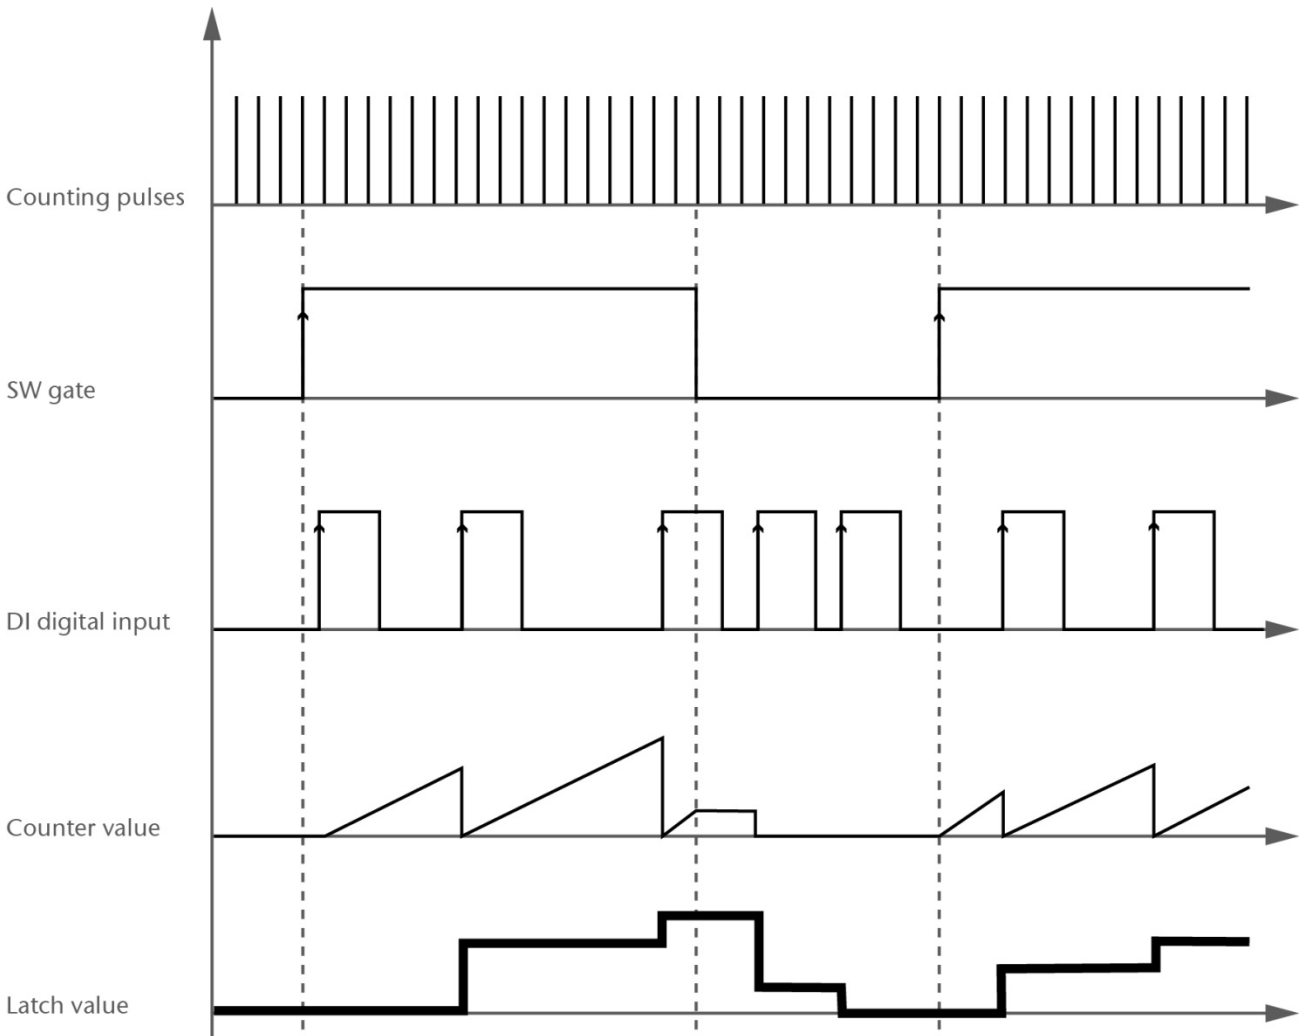 Counting pulses
SW gate
DI digital input
Counter value
Latch value